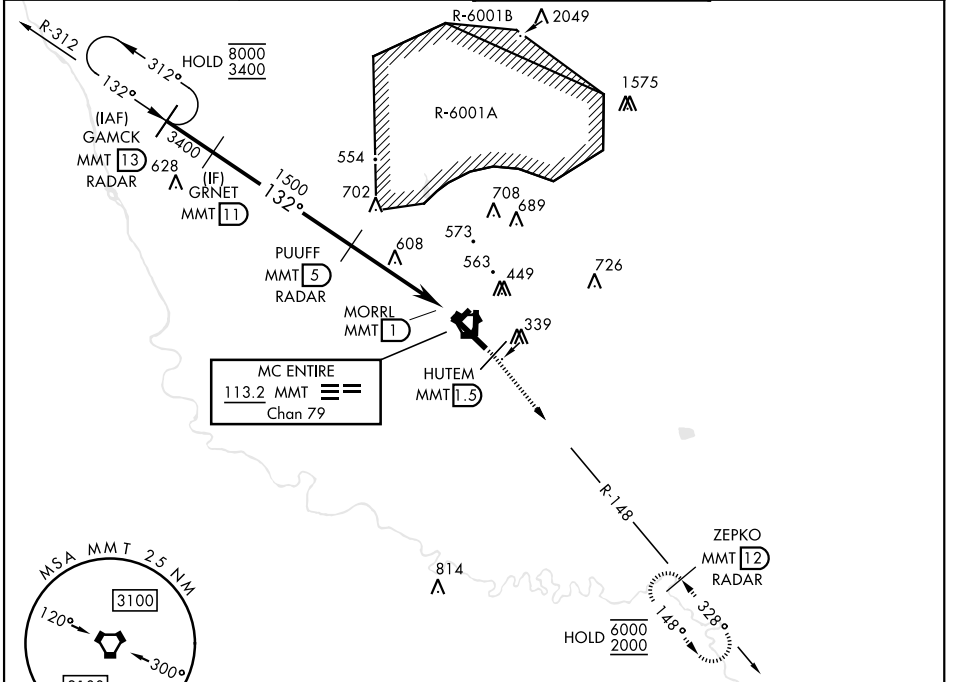 R-312
312°
132°
HOLD 8000
3400
R-6001B
2049
1575
R-6001A
(IAF)
GAMCK
MMT 13
RADAR
3400
628
(IF)
GRNET
MMT 11
1500
132°
554
702
708
689
573
563
449
726
608
PUUFF
MMT 5
RADAR
MORRL
MMT 1
339
HUTEM
MMT 1.5
MC ENTIRE
113.2 MMT
Chan 79
R-148
ZEPKO
MMT 12
RADAR
814
HOLD 6000
2000
148°
328°
MSA MMT 25 NM
3100
120°
300°